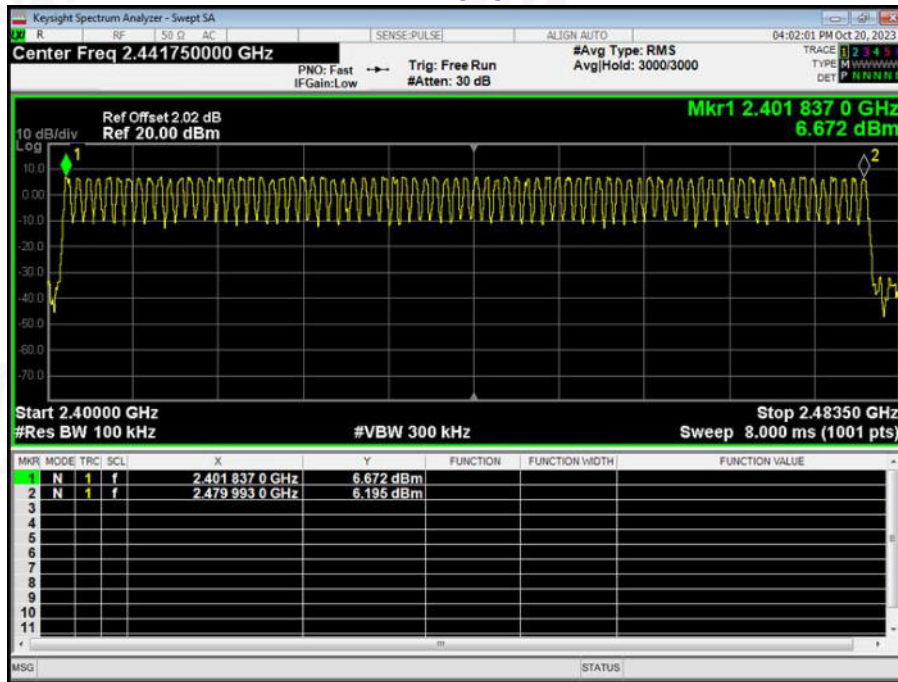 Keysight Spectrum Analyzer - Swept SA
LXI R RF 50 Ω AC SENSE:PULSE ALIGN AUTO 04:02:01 PM Oct 20, 2023
Center Freq 2.441750000 GHz #Avg Type: RMS TRACE 1 2 3 4 5
PNO: Fast Trig: Free Run Avg|Hold: 3000/3000 TYPE M
IFGain:Low #Atten: 30 dB DET P N N N N
Mkr1 2.401 837 0 GHz
Ref Offset 2.02 dB
10 dB/div Ref 20.00 dBm 6.672 dBm
Log
1 2
10.0
0.00
-10.0
-20.0
-30.0
-40.0
-50.0
-60.0
-70.0
Start 2.40000 GHz Stop 2.48350 GHz
#Res BW 100 kHz #VBW 300 kHz Sweep 8.000 ms (1001 pts)
MKR MODE TRC SCL X Y FUNCTION FUNCTION WIDTH FUNCTION VALUE
1 N 1 f 2.401 837 0 GHz 6.672 dBm
2 N 1 f 2.479 993 0 GHz 6.195 dBm
3
4
5
6
7
8
9
10
11
MSG STATUS